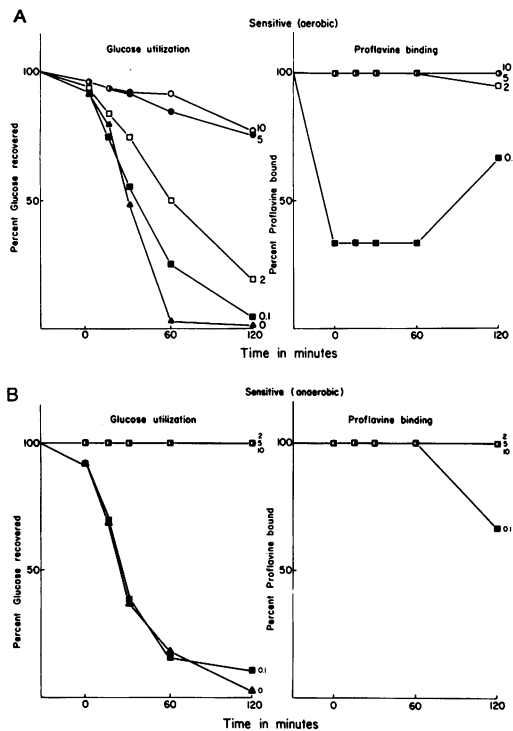 A
Sensitive (aerobic)
Glucose utilization
Proflavine binding
Percent Glucose recovered
100
50
10
5
2
0.1
0
0
60
120
Percent Proflavine bound
100
50
10
5
2
0.
0
60
120
Time in minutes
B
Sensitive (anaerobic)
Glucose utilization
Proflavine binding
Percent Glucose recovered
100
50
2
5
10
0.1
0
0
60
120
Percent Proflavine bound
100
50
2
5
10
0.1
0
60
120
Time in minutes